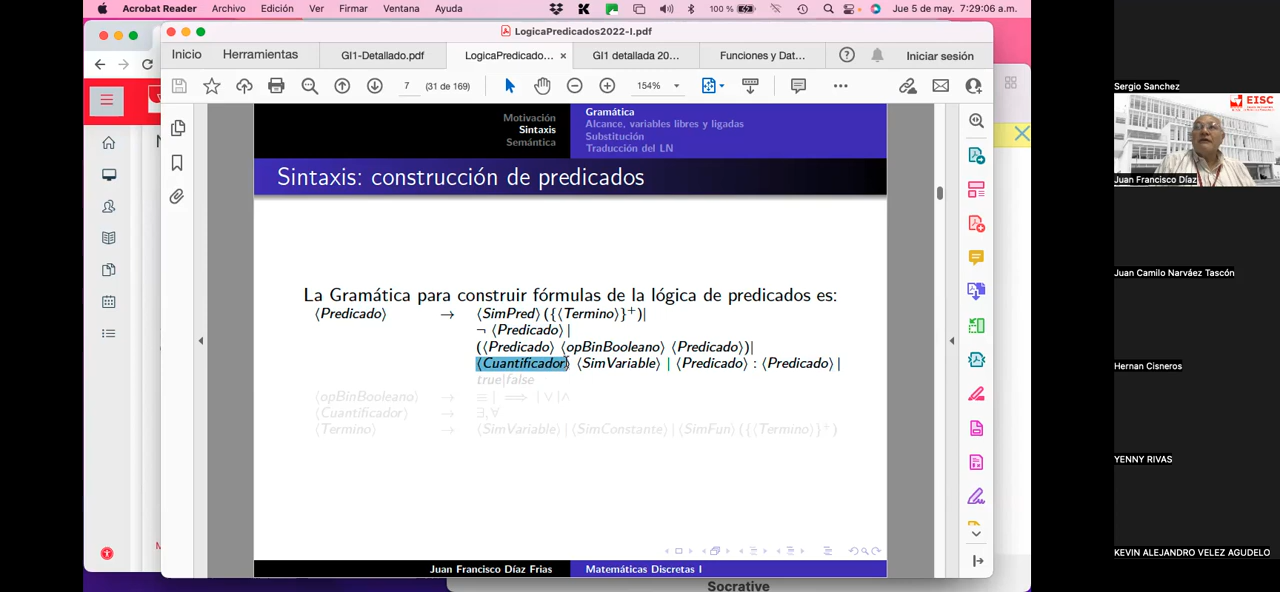 Acrobat Reader Archivo Edición Ver Firmar Ventana Ayuda 100 % Jue 5 de may. 7:29:06 a.m.
LogicaPredicados2022-I.pdf
Inicio Herramientas GI1-Detallado.pdf LogicaPredicado... × GI1 detallada 20... Funciones y Dat... Iniciar sesión
7 (31 de 169) 154%
Motivación
Sintaxis
Semántica
Gramática
Alcance, variables libres y ligadas
Substitución
Traducción del LN
Sintaxis: construcción de predicados
La Gramática para construir fórmulas de la lógica de predicados es:
⟨Predicado⟩ → ⟨SimPred⟩ ({⟨Termino⟩}⁺)|
¬ ⟨Predicado⟩ |
(⟨Predicado⟩ ⟨opBinBooleano⟩ ⟨Predicado⟩)|
⟨Cuantificador⟩ ⟨SimVariable⟩ | ⟨Predicado⟩ : ⟨Predicado⟩ |
true|false
⟨opBinBooleano⟩ → ≡ | ⟹ | ∨ |∧
⟨Cuantificador⟩ → ∃, ∀
⟨Termino⟩ → ⟨SimVariable⟩ | ⟨SimConstante⟩ | ⟨SimFun⟩ ({⟨Termino⟩}⁺)
Juan Francisco Díaz Frias Matemáticas Discretas I
Socrative
Sergio Sanchez
EISC
Juan Francisco Díaz
Juan Camilo Narváez Tascón
Hernan Cisneros
YENNY RIVAS
KEVIN ALEJANDRO VELEZ AGUDELO